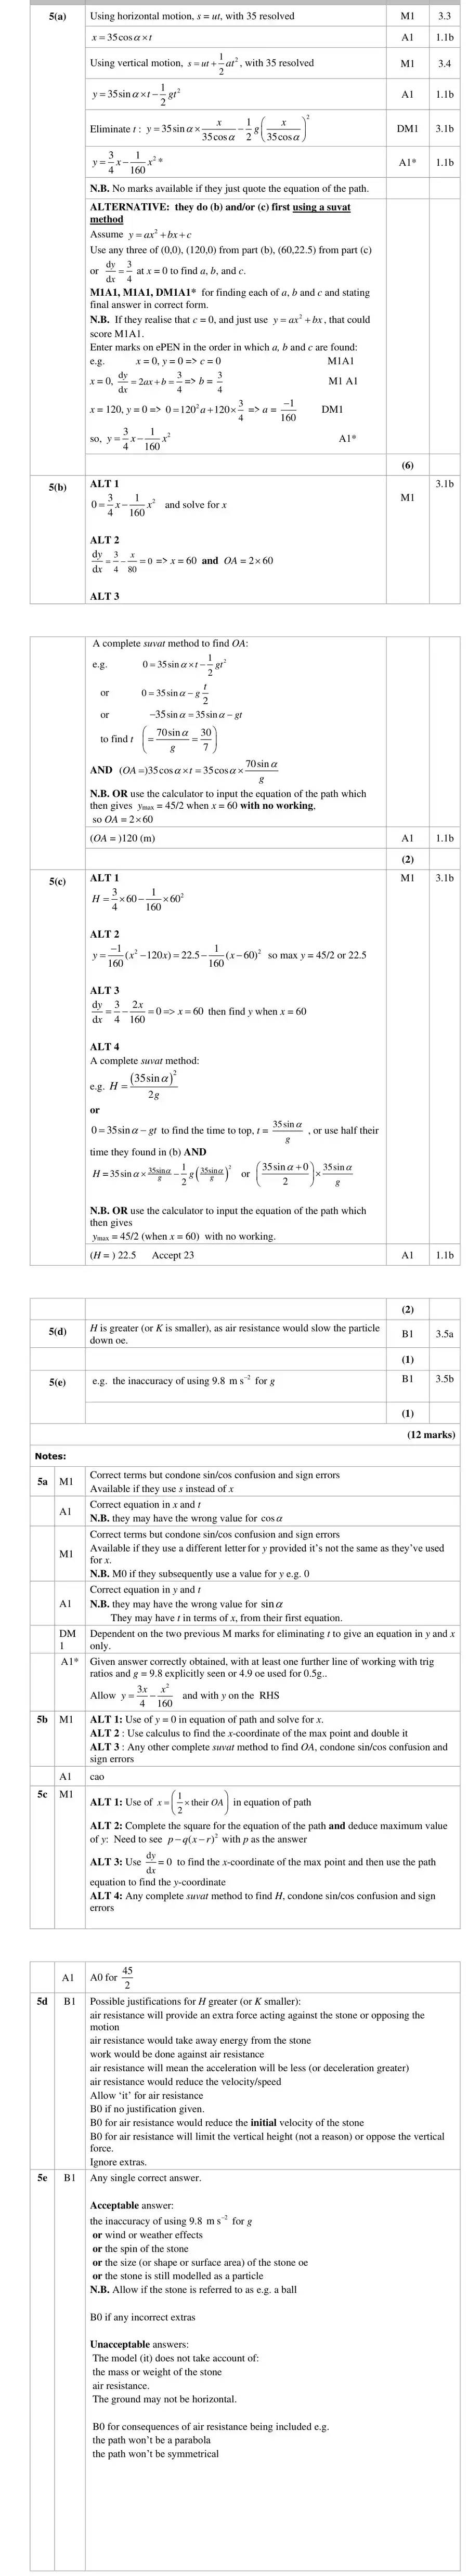 5(a) Using horizontal motion, s = ut, with 35 resolved M1 3.3
x = 35cos α × t A1 1.1b
Using vertical motion, s = ut + 1/2 at², with 35 resolved M1 3.4
y = 35sin α × t − 1/2 gt² A1 1.1b
Eliminate t : y = 35sin α × x/(35cos α) − 1/2 g(x/(35cos α))² DM1 3.1b
y = 3/4 x − 1/160 x² * A1* 1.1b
N.B. No marks available if they just quote the equation of the path.
ALTERNATIVE: they do (b) and/or (c) first using a suvat
method
Assume y = ax² + bx + c
Use any three of (0,0), (120,0) from part (b), (60,22.5) from part (c)
or dy/dx = 3/4 at x = 0 to find a, b, and c.
M1A1, M1A1, DM1A1* for finding each of a, b and c and stating
final answer in correct form.
N.B. If they realise that c = 0, and just use y = ax² + bx, that could
score M1A1.
Enter marks on ePEN in the order in which a, b and c are found:
e.g. x = 0, y = 0 => c = 0 M1A1
x = 0, dy/dx = 2ax + b = 3/4 => b = 3/4 M1 A1
x = 120, y = 0 => 0 = 120²a + 120 × 3/4 => a = −1/160 DM1
so, y = 3/4 x − 1/160 x² A1*
(6)
5(b) ALT 1 3.1b
0 = 3/4 x − 1/160 x² and solve for x M1
ALT 2
dy/dx = 3/4 − x/80 = 0 => x = 60 and OA = 2 × 60
ALT 3
A complete suvat method to find OA:
e.g. 0 = 35sin α × t − 1/2 gt²
or 0 = 35sin α − g t/2
or −35sin α = 35sin α − gt
to find t (= 70sin α/g = 30/7)
AND (OA =)35cos α × t = 35cos α × 70sin α/g
N.B. OR use the calculator to input the equation of the path which
then gives ymax = 45/2 when x = 60 with no working,
so OA = 2×60
(OA = )120 (m) A1 1.1b
(2)
5(c) ALT 1 M1 3.1b
H = 3/4 × 60 − 1/160 × 60²
ALT 2
y = −1/160 (x² − 120x) = 22.5 − 1/160 (x − 60)² so max y = 45/2 or 22.5
ALT 3
dy/dx = 3/4 − 2x/160 = 0 => x = 60 then find y when x = 60
ALT 4
A complete suvat method:
e.g. H = (35sin α)²/2g
or
0 = 35sin α − gt to find the time to top, t = 35sin α/g , or use half their
time they found in (b) AND
H = 35sin α × 35sinα/g − 1/2 g(35sinα/g)² or ((35sin α + 0)/2) × 35sin α/g
N.B. OR use the calculator to input the equation of the path which
then gives
ymax = 45/2 (when x = 60) with no working.
(H = ) 22.5 Accept 23 A1 1.1b
(2)
5(d) H is greater (or K is smaller), as air resistance would slow the particle
down oe. B1 3.5a
(1)
5(e) e.g. the inaccuracy of using 9.8 m s⁻² for g B1 3.5b
(1)
(12 marks)
Notes:
5a M1 Correct terms but condone sin/cos confusion and sign errors
Available if they use s instead of x
A1 Correct equation in x and t
N.B. they may have the wrong value for cos α
M1 Correct terms but condone sin/cos confusion and sign errors
Available if they use a different letter for y provided it's not the same as they've used
for x.
N.B. M0 if they subsequently use a value for y e.g. 0
A1 Correct equation in y and t
N.B. they may have the wrong value for sin α
They may have t in terms of x, from their first equation.
DM
1 Dependent on the two previous M marks for eliminating t to give an equation in y and x
only.
A1* Given answer correctly obtained, with at least one further line of working with trig
ratios and g = 9.8 explicitly seen or 4.9 oe used for 0.5g..
Allow y = 3x/4 − x²/160 and with y on the RHS
5b M1 ALT 1: Use of y = 0 in equation of path and solve for x.
ALT 2 : Use calculus to find the x-coordinate of the max point and double it
ALT 3 : Any other complete suvat method to find OA, condone sin/cos confusion and
sign errors
A1 cao
5c M1 ALT 1: Use of x = (1/2 × their OA) in equation of path
ALT 2: Complete the square for the equation of the path and deduce maximum value
of y: Need to see p − q(x − r)² with p as the answer
ALT 3: Use dy/dx = 0 to find the x-coordinate of the max point and then use the path
equation to find the y-coordinate
ALT 4: Any complete suvat method to find H, condone sin/cos confusion and sign
errors
A1 A0 for 45/2
5d B1 Possible justifications for H greater (or K smaller):
air resistance will provide an extra force acting against the stone or opposing the
motion
air resistance would take away energy from the stone
work would be done against air resistance
air resistance will mean the acceleration will be less (or deceleration greater)
air resistance would reduce the velocity/speed
Allow 'it' for air resistance
B0 if no justification given.
B0 for air resistance would reduce the initial velocity of the stone
B0 for air resistance will limit the vertical height (not a reason) or oppose the vertical
force.
Ignore extras.
5e B1 Any single correct answer.
Acceptable answer:
the inaccuracy of using 9.8 m s⁻² for g
or wind or weather effects
or the spin of the stone
or the size (or shape or surface area) of the stone oe
or the stone is still modelled as a particle
N.B. Allow if the stone is referred to as e.g. a ball
B0 if any incorrect extras
Unacceptable answers:
The model (it) does not take account of:
the mass or weight of the stone
air resistance.
The ground may not be horizontal.
B0 for consequences of air resistance being included e.g.
the path won't be a parabola
the path won't be symmetrical